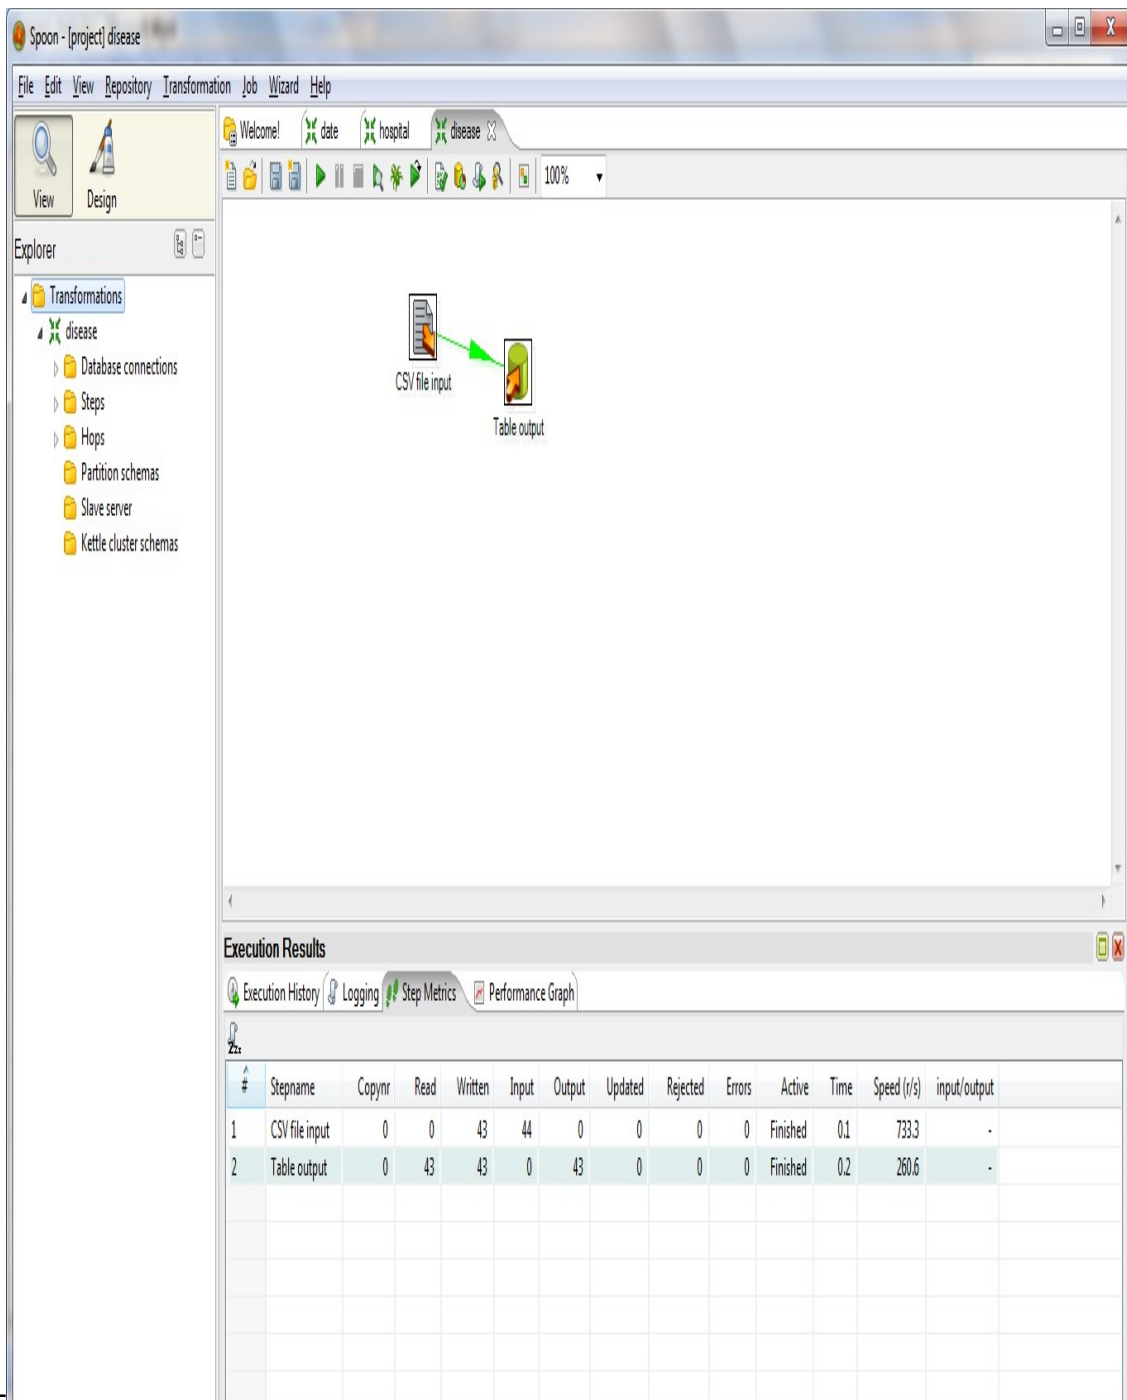 Spoon - [project] disease
File Edit View Repository Transformation Job Wizard Help
View Design
Explorer
Transformations
disease
Database connections
Steps
Hops
Partition schemas
Slave server
Kettle cluster schemas
Welcome! date hospital disease
100%
CSV file input
Table output
Execution Results
Execution History Logging Step Metrics Performance Graph
# Stepname Copynr Read Written Input Output Updated Rejected Errors Active Time Speed (r/s) input/output
1 CSV file input 0 0 43 44 0 0 0 0 Finished 0.1 733.3 -
2 Table output 0 43 43 0 43 0 0 0 Finished 0.2 260.6 -